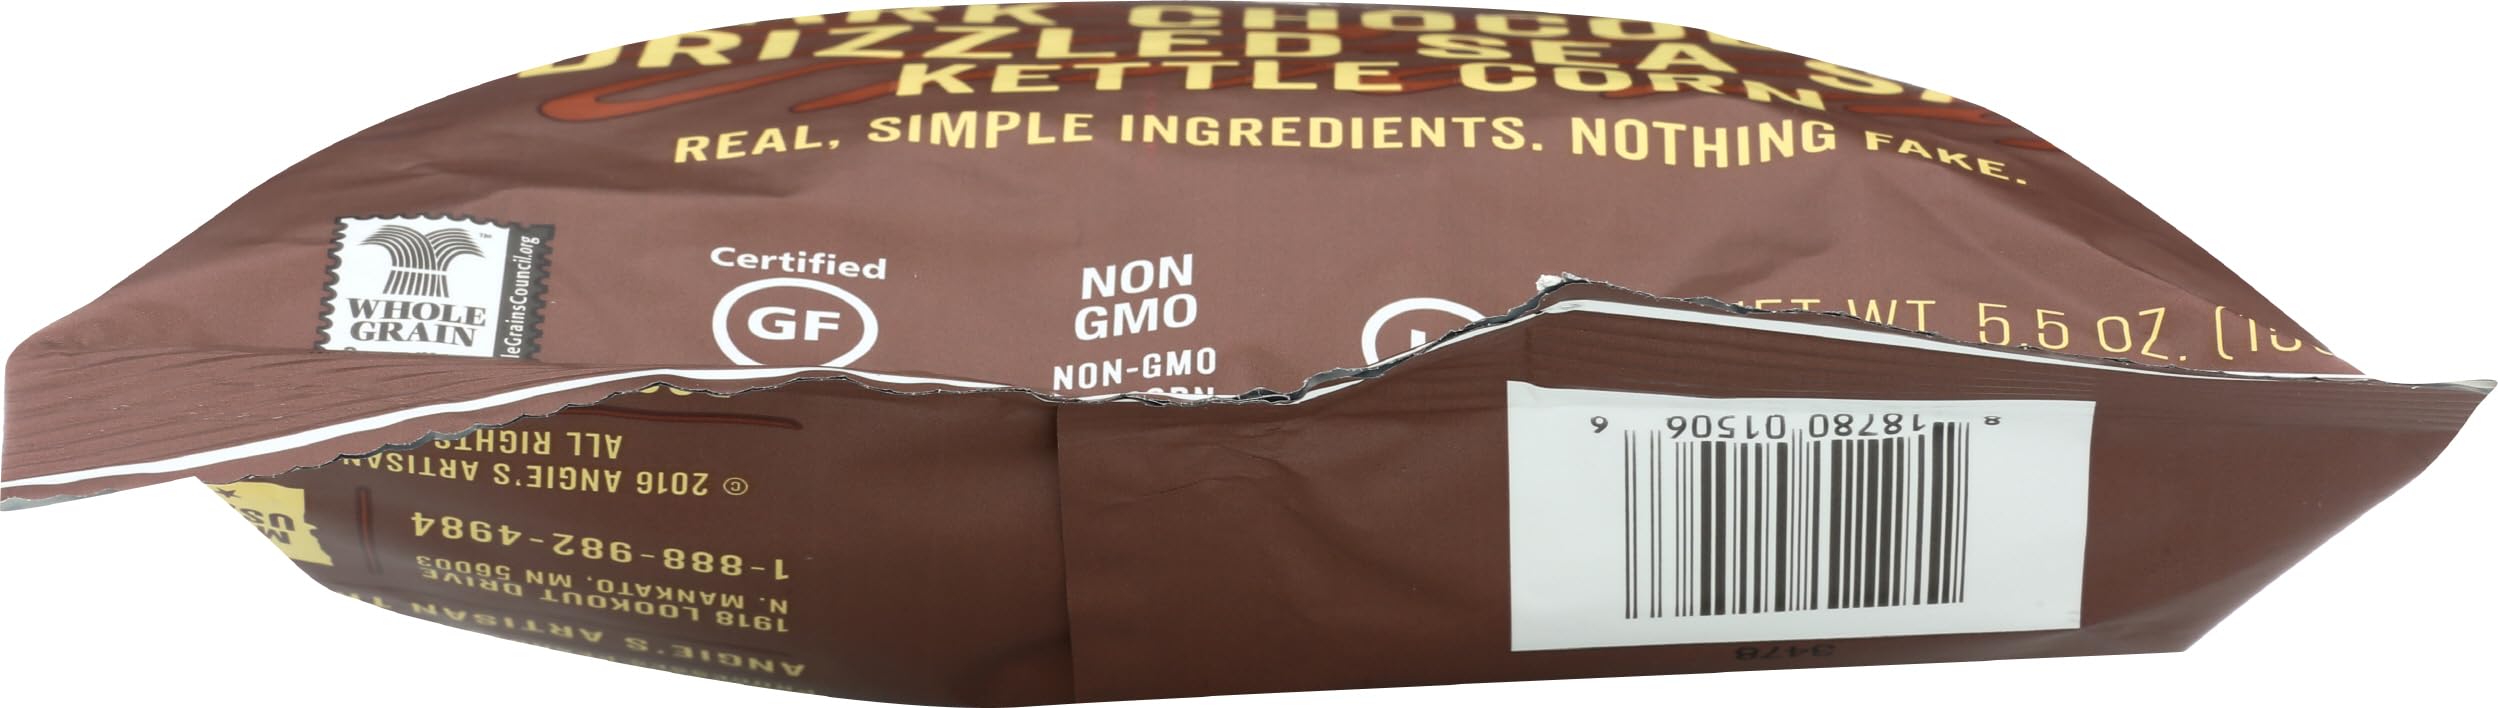 DRIZZLED SEA
KETTLE CORN
REAL, SIMPLE INGREDIENTS. NOTHING FAKE.
WHOLE
GRAIN
Certified
GF
NON
GMO
NON-GMO
WT. 5.5 OZ.
8 18780 01506 6
3478
ANGIE'S ARTISAN
1918 LOOKOUT DRIVE
N. MANKATO, MN 56003
1-888-982-4984
© 2016 ANGIE'S ARTISAN
ALL RIGHTS